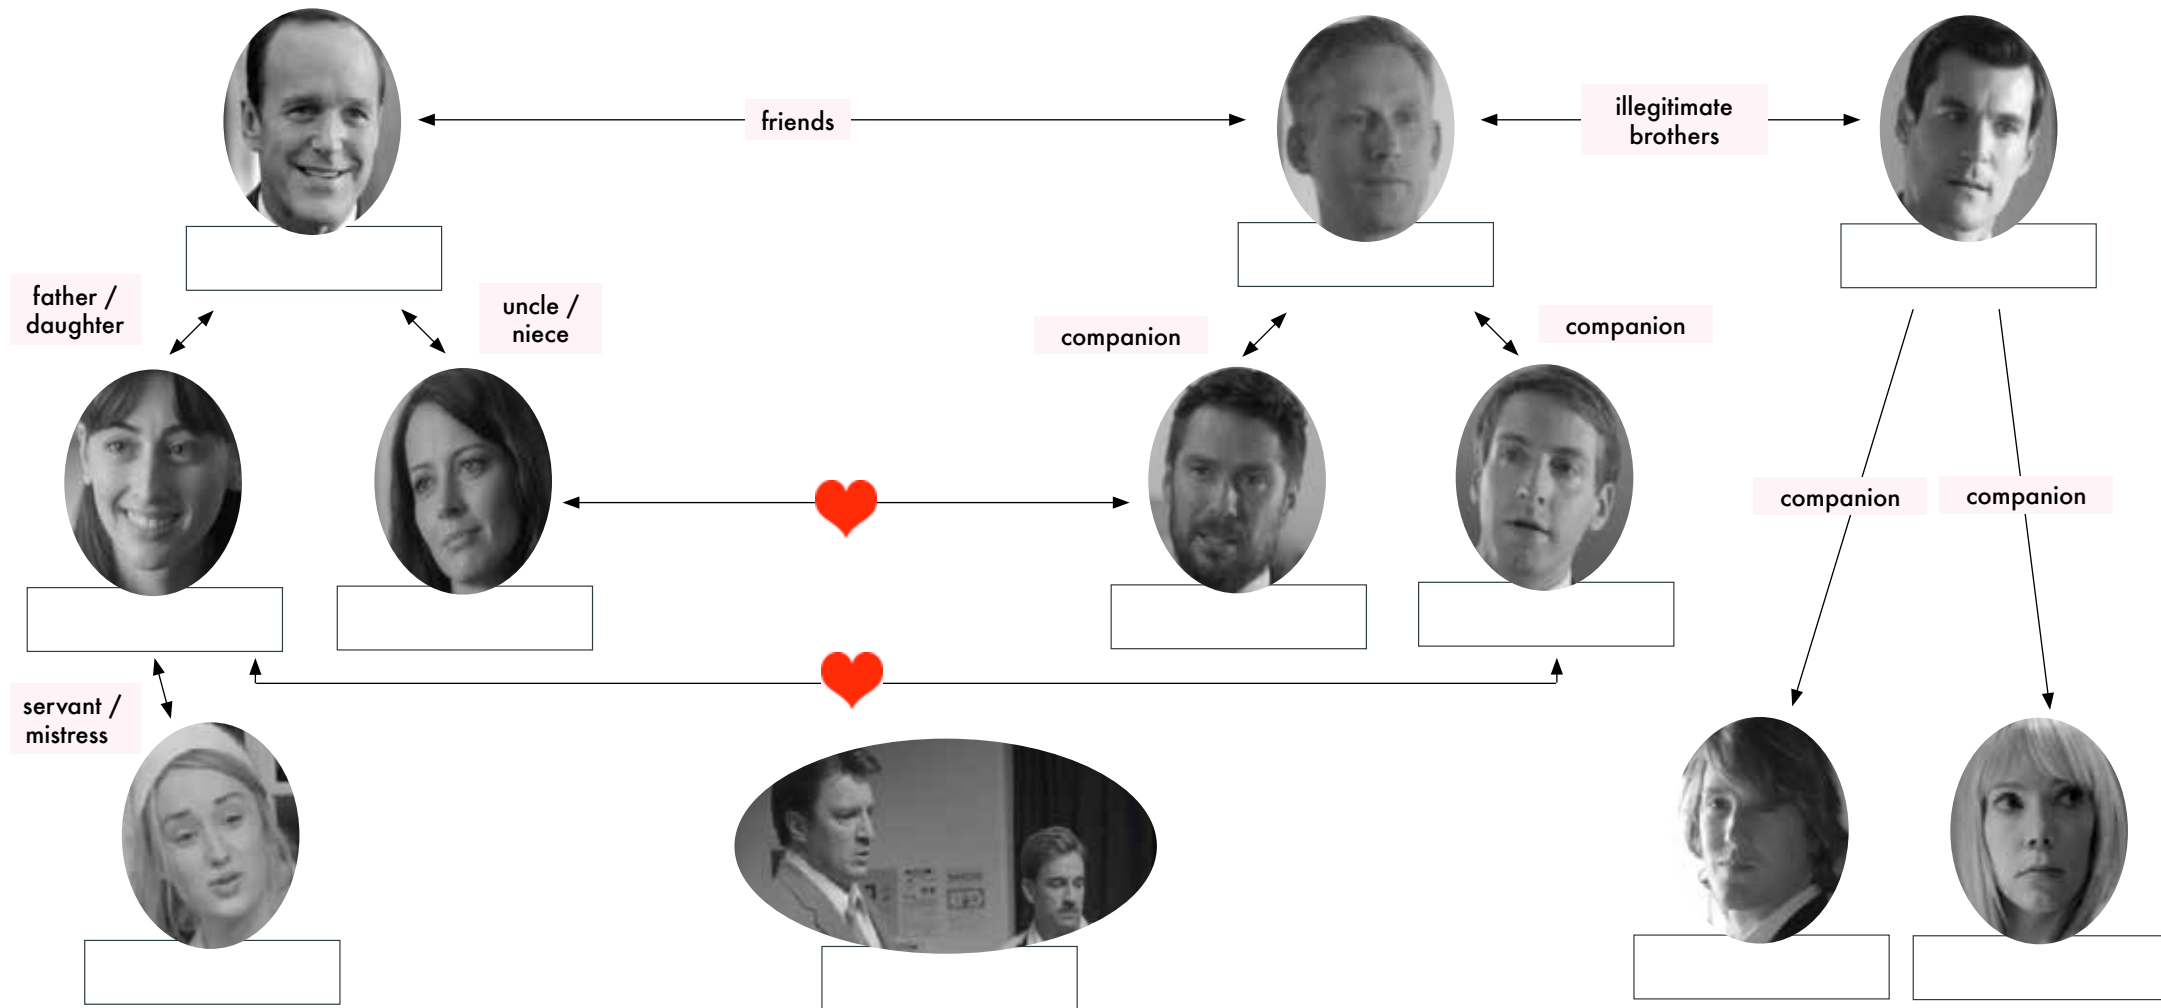 friends
illegitimate
brothers
father /
daughter
uncle /
niece
companion
companion
companion
companion
servant /
mistress